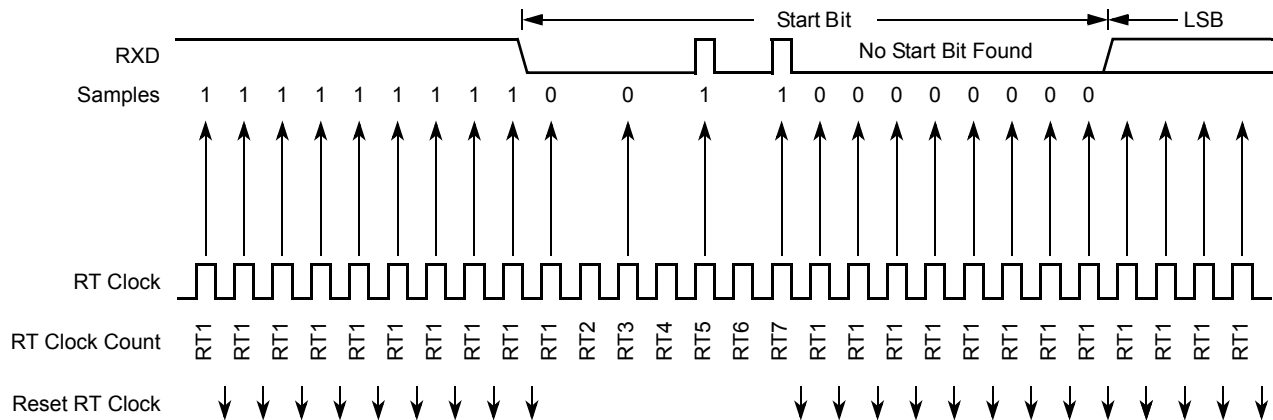 Start Bit LSB
RXD No Start Bit Found
Samples 1 1 1 1 1 1 1 1 1 0 0 1 1 0 0 0 0 0 0 0 0
RT Clock
RT Clock Count RT1 RT1 RT1 RT1 RT1 RT1 RT1 RT1 RT1 RT1 RT2 RT3 RT4 RT5 RT6 RT7 RT1 RT1 RT1 RT1 RT1 RT1 RT1 RT1 RT1 RT1 RT1 RT1
Reset RT Clock